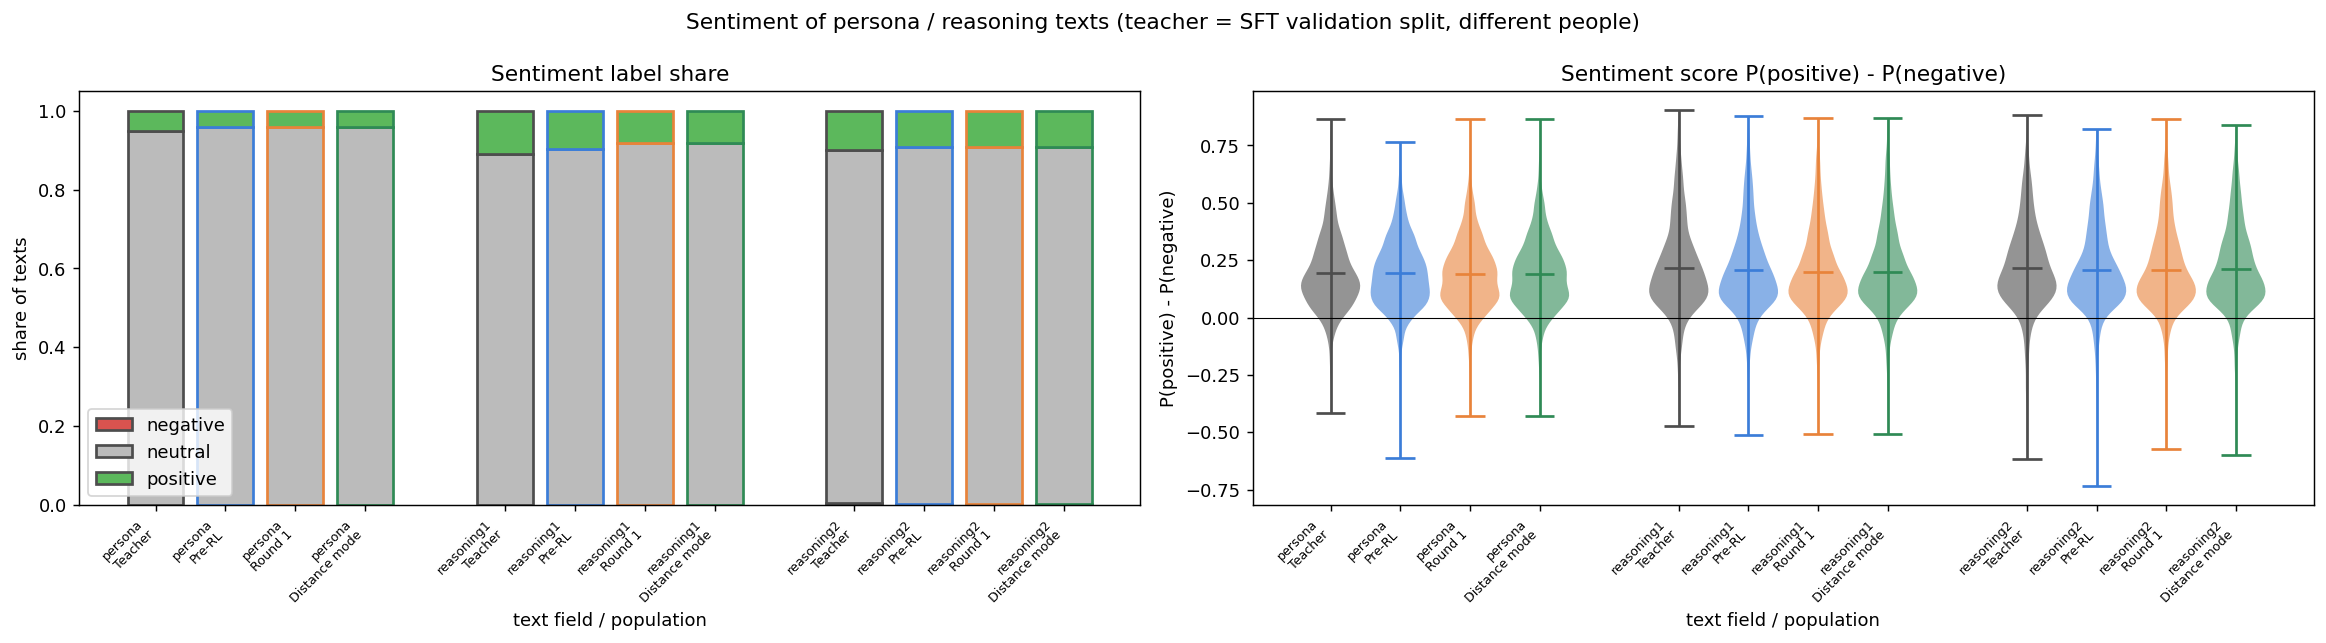 Sentiment of persona / reasoning texts (teacher = SFT validation split, different people)
Sentiment label share
share of texts
1.0
0.8
0.6
0.4
0.2
0.0
negative
neutral
positive
persona
Teacher
persona
Pre-RL
persona
Round 1
persona
Distance mode
reasoning1
Teacher
reasoning1
Pre-RL
reasoning1
Round 1
reasoning1
Distance mode
reasoning2
Teacher
reasoning2
Pre-RL
reasoning2
Round 1
reasoning2
Distance mode
text field / population
Sentiment score P(positive) - P(negative)
P(positive) - P(negative)
0.75
0.50
0.25
0.00
−0.25
−0.50
−0.75
persona
Teacher
persona
Pre-RL
persona
Round 1
persona
Distance mode
reasoning1
Teacher
reasoning1
Pre-RL
reasoning1
Round 1
reasoning1
Distance mode
reasoning2
Teacher
reasoning2
Pre-RL
reasoning2
Round 1
reasoning2
Distance mode
text field / population